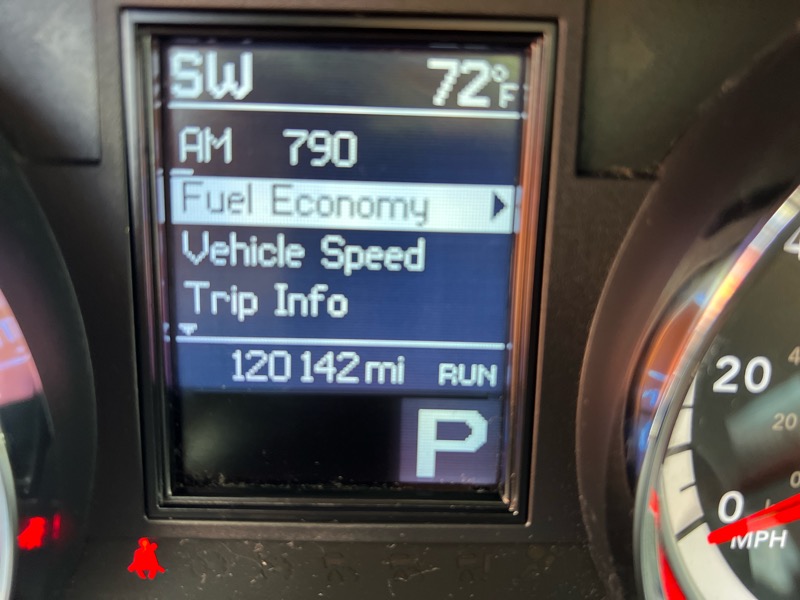 SW 72°F
AM 790
Fuel Economy
Vehicle Speed
Trip Info
120142 mi RUN
P
20
0
MPH